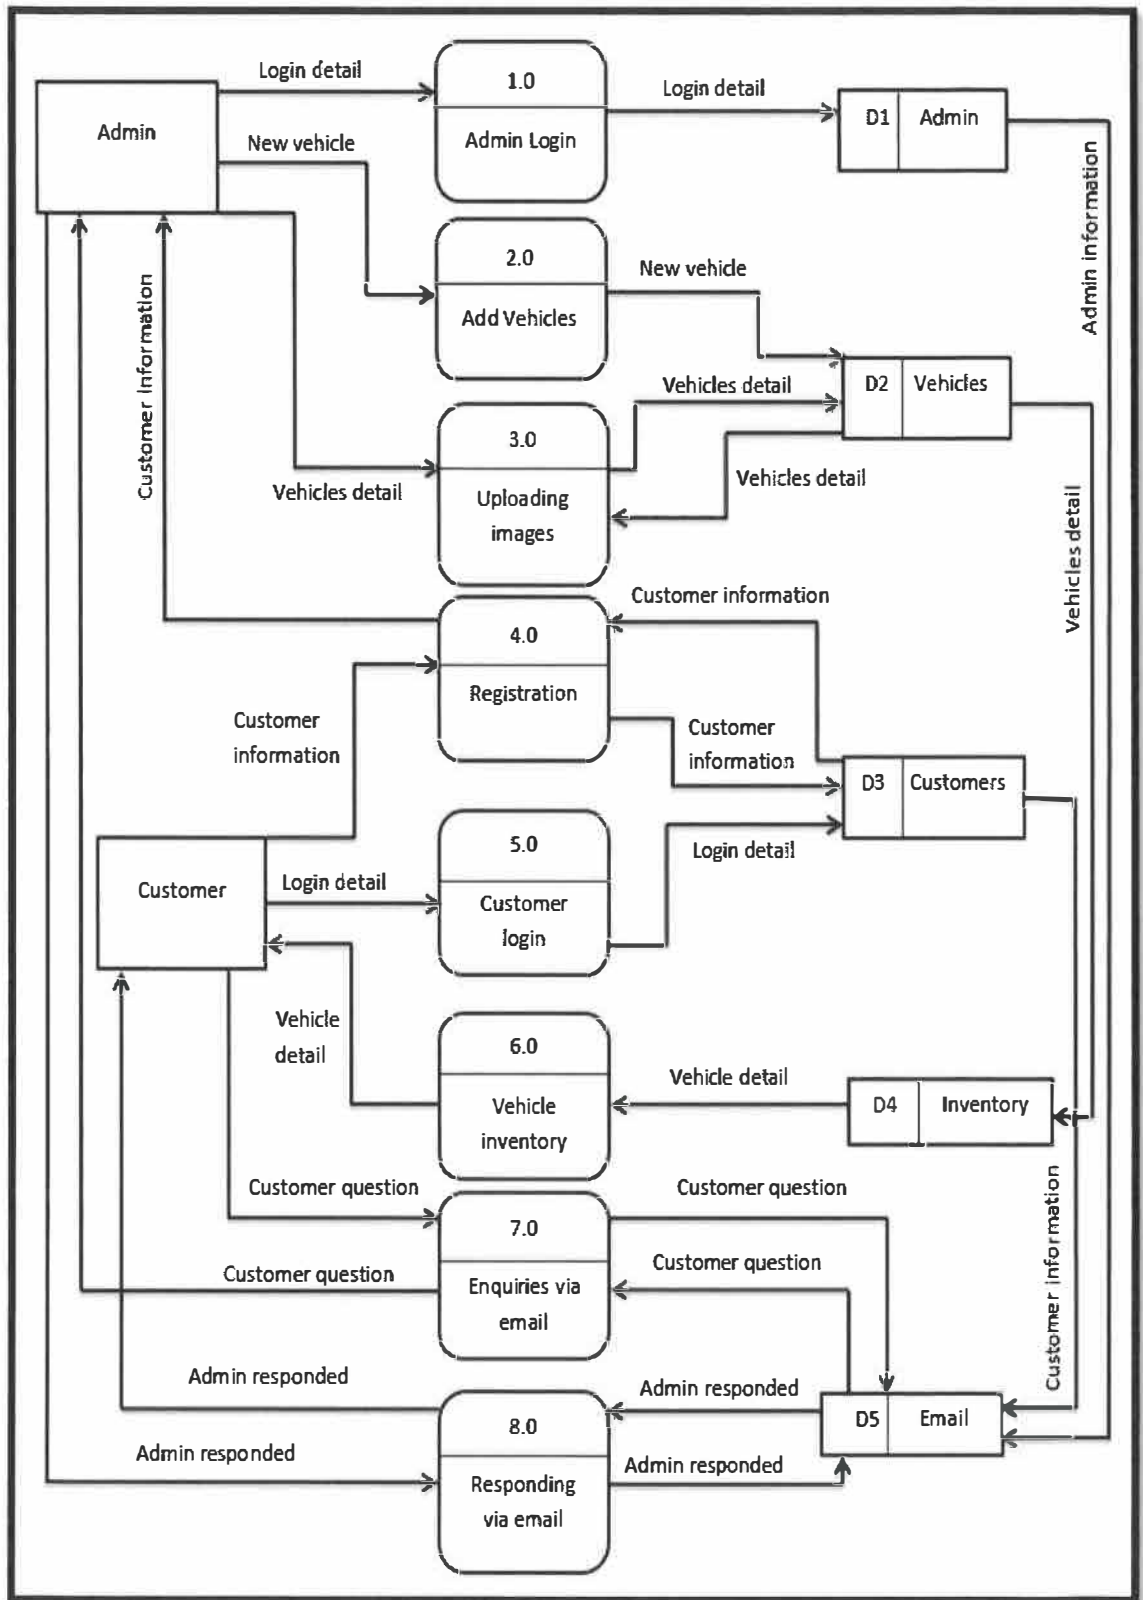 Login detail
1.0
Admin Login
Login detail
D1 Admin
Admin
New vehicle
Admin information
2.0
Add Vehicles
New vehicle
Customer Information
D2 Vehicles
Vehicles detail
3.0
Uploading
images
Vehicles detail
Vehicles detail
Vehicles detail
Customer information
4.0
Registration
Customer
information
Customer
information
D3 Customers
5.0
Customer
login
Login detail
Customer
Login detail
Vehicle
detail
6.0
Vehicle
inventory
Vehicle detail
D4 Inventory
Customer question
Customer question
7.0
Enquiries via
email
Customer question
Customer question
Customer information
Admin responded
Admin responded
8.0
Responding
via email
D5 Email
Admin responded
Admin responded